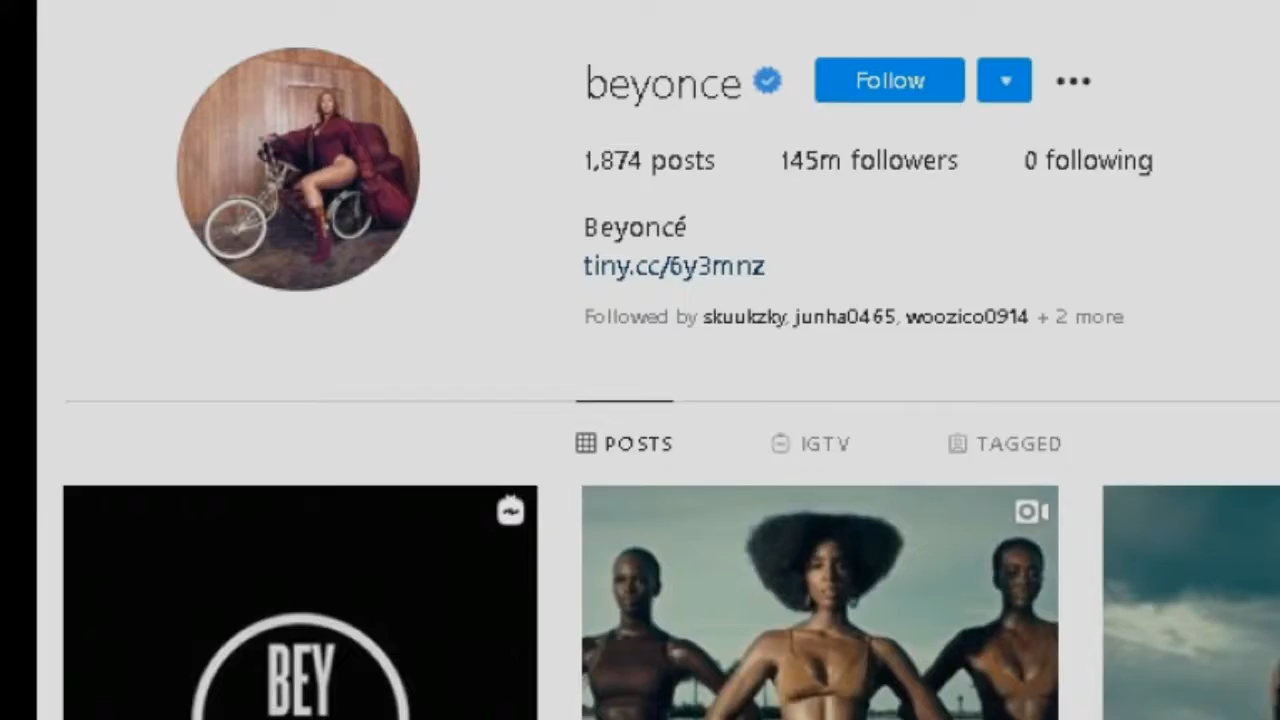 beyonce Follow
1,874 posts 145m followers 0 following
Beyoncé
tiny.cc/6y3mnz
Followed by skuukzky, junha0465, woozico0914 + 2 more
POSTS IGTV TAGGED
BEY